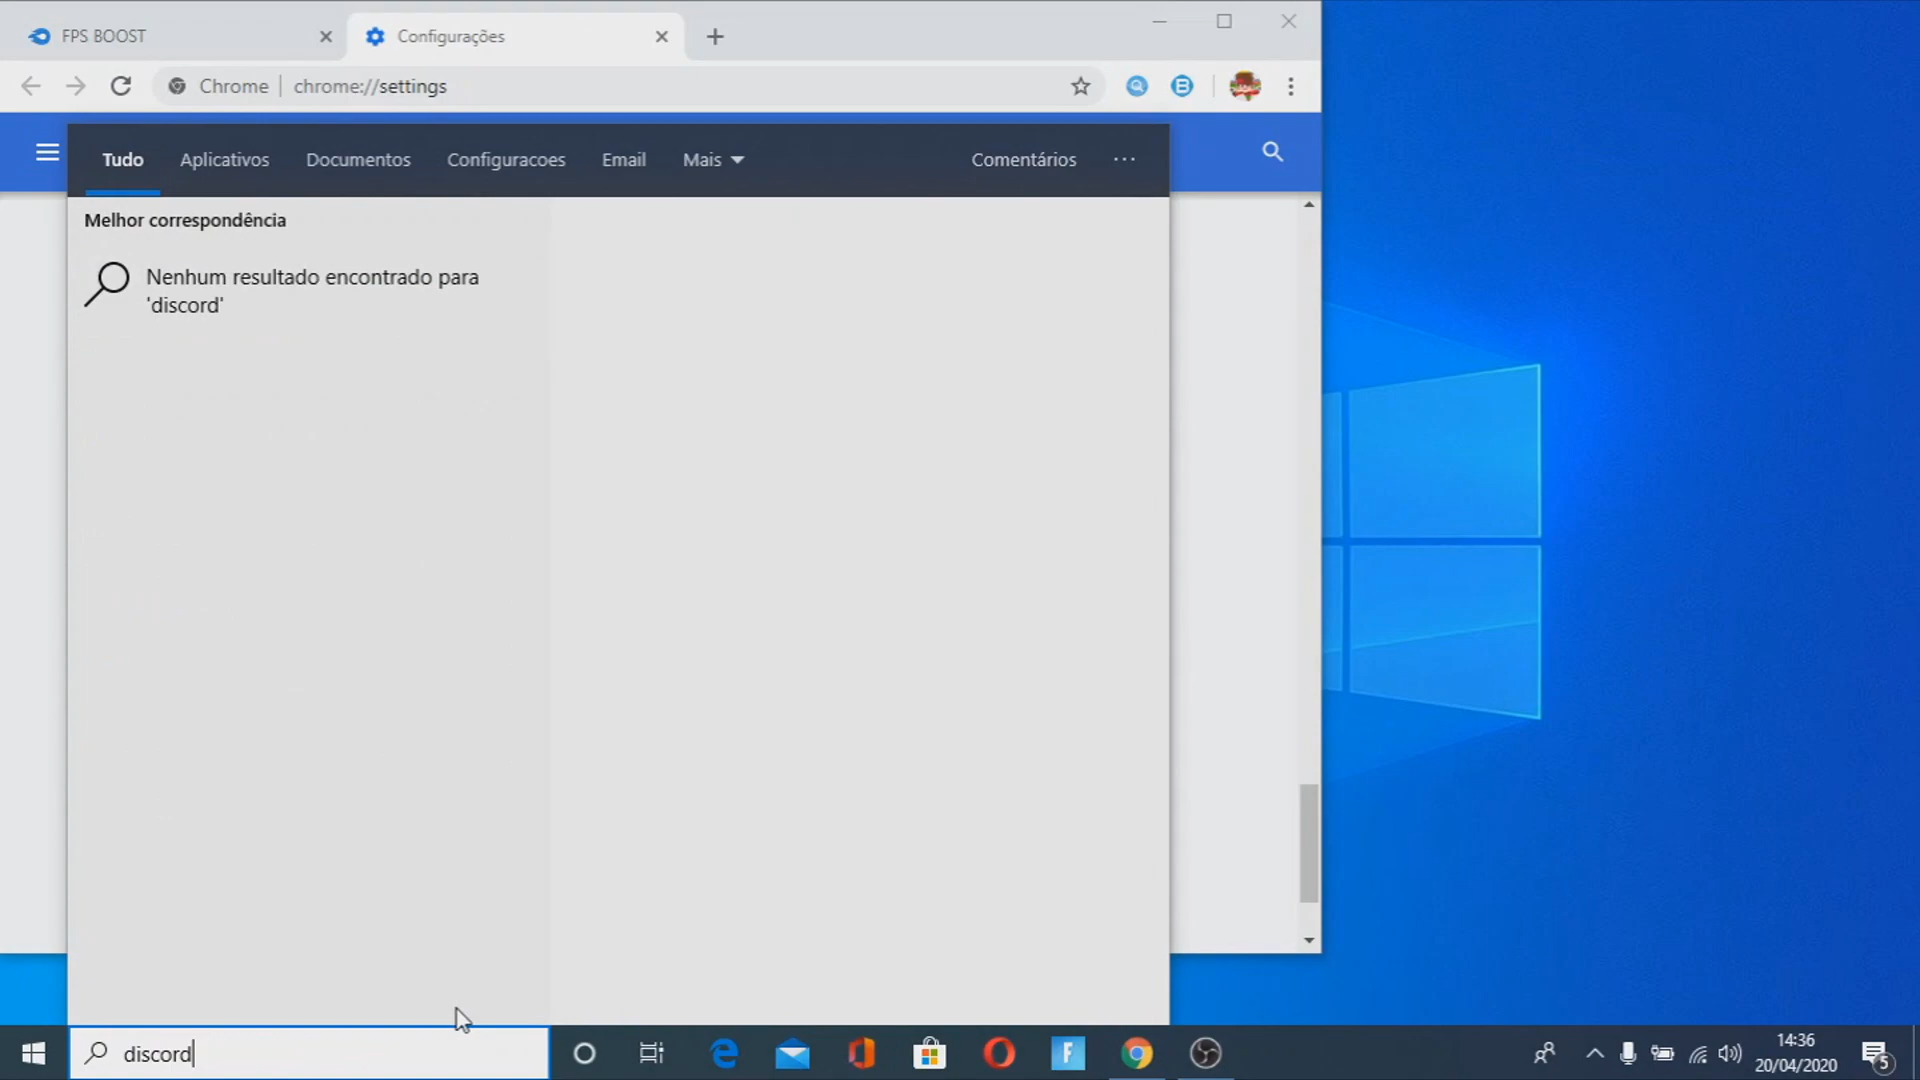 FPS BOOST
Configurações
Chrome
chrome://settings
Tudo
Aplicativos
Documentos
Configuracoes
Email
Mais
Comentários
Melhor correspondência
Nenhum resultado encontrado para
'discord'
discord
14:36
20/04/2020
5